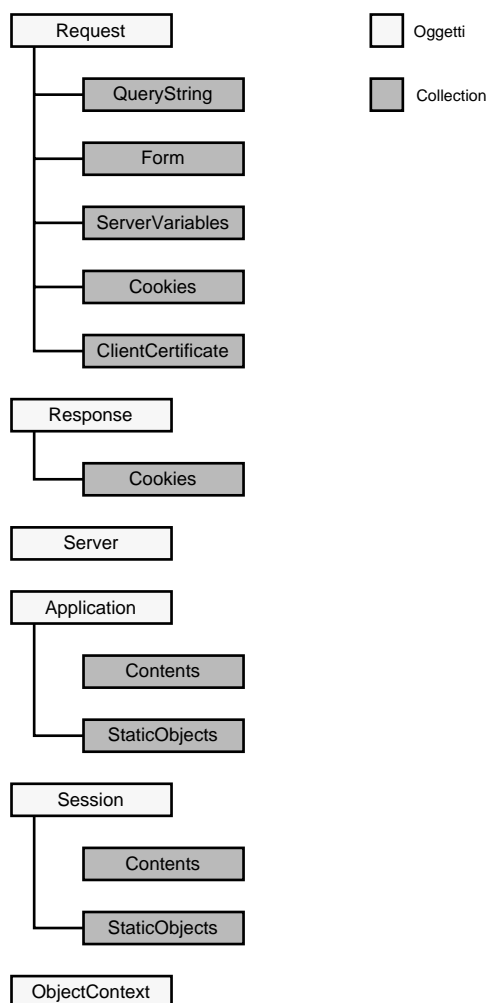 Request
Oggetti
QueryString
Collection
Form
ServerVariables
Cookies
ClientCertificate
Response
Cookies
Server
Application
Contents
StaticObjects
Session
Contents
StaticObjects
ObjectContext